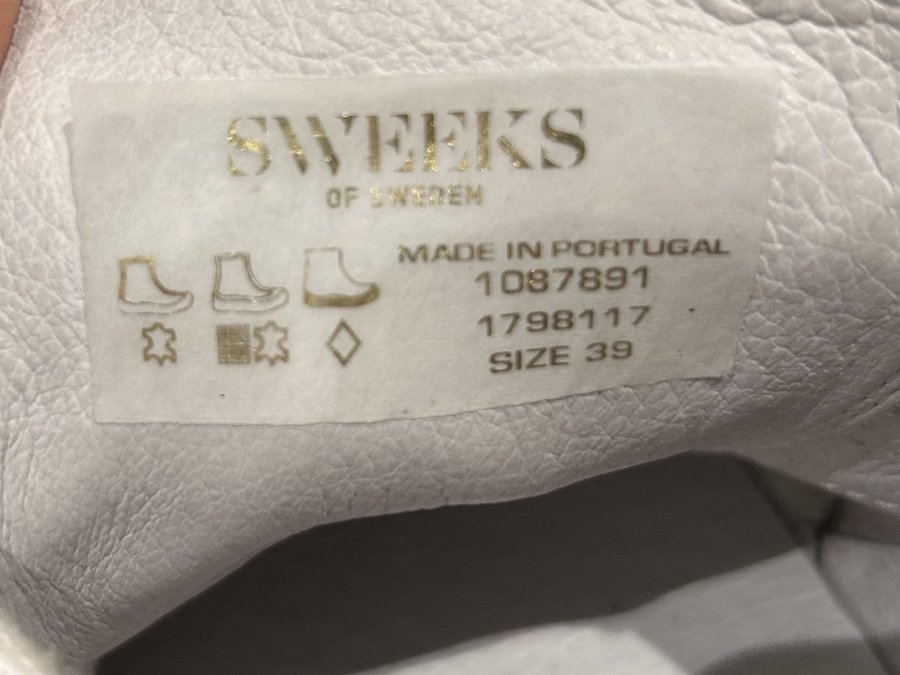 SWEEKS
OF SWEDEN
MADE IN PORTUGAL
1087891
1798117
SIZE 39